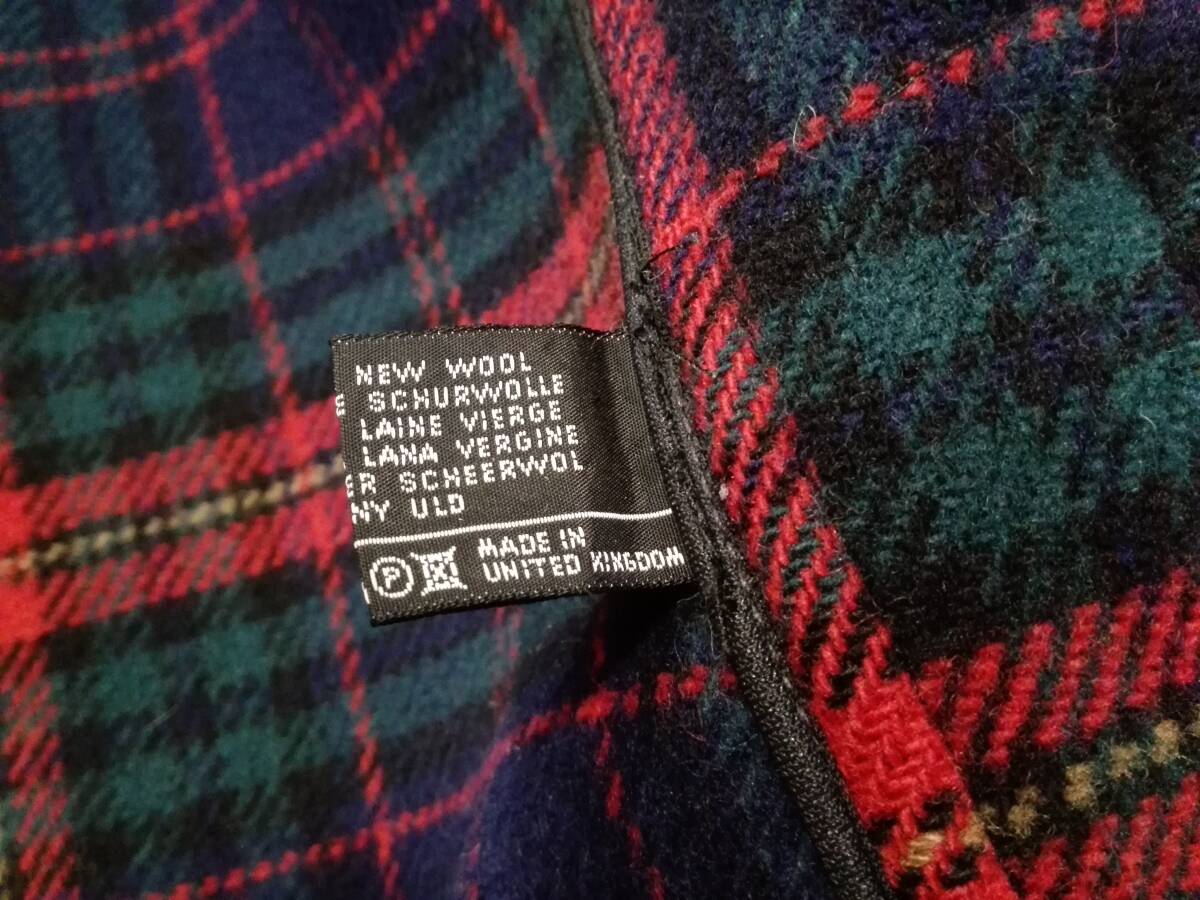 NEW WOOL
E SCHURWOLLE
LAINE VIERGE
LANA VERGINE
ER SCHEERWOL
NY ULD
P
MADE IN
UNITED KINGDOM